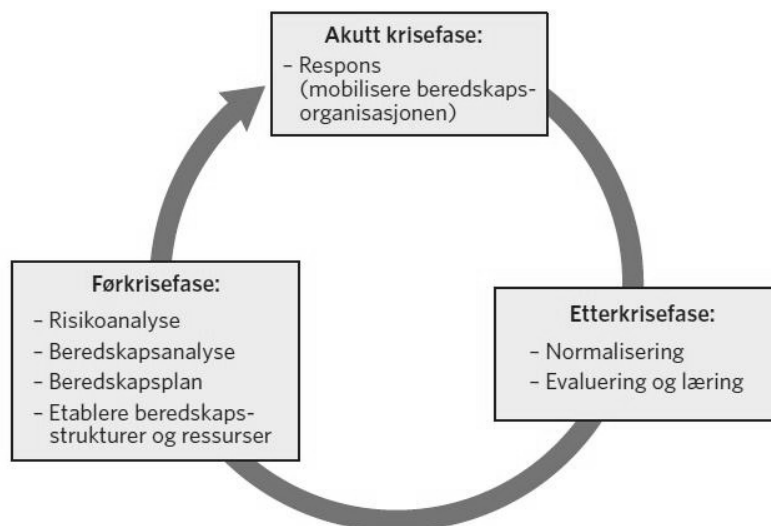 Akutt krisefase:
– Respons
(mobilisere beredskaps-
organisasjonen)
Førkrisefase:
– Risikoanalyse
– Beredskapsanalyse
– Beredskapsplan
– Etablere beredskaps-
strukturer og ressurser
Etterkrisefase:
– Normalisering
– Evaluering og læring